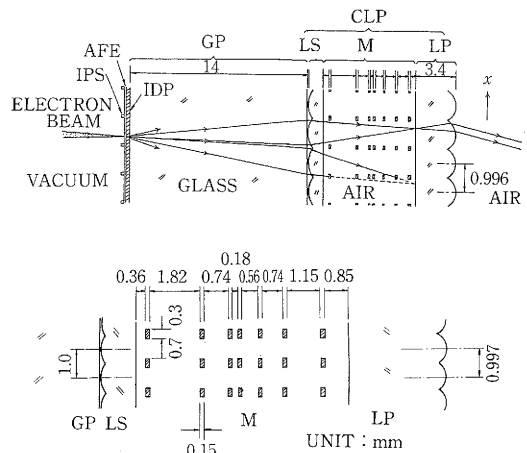 CLP
GP LS M LP
AFE
IPS
IDP
14
3.4
x
ELECTRON
BEAM
VACUUM
GLASS
AIR
0.996
AIR
0.18
0.36 1.82 0.74 0.56 0.74 1.15 0.85
0.3
0.7
1.0
0.997
GP LS M LP
0.15
UNIT : mm